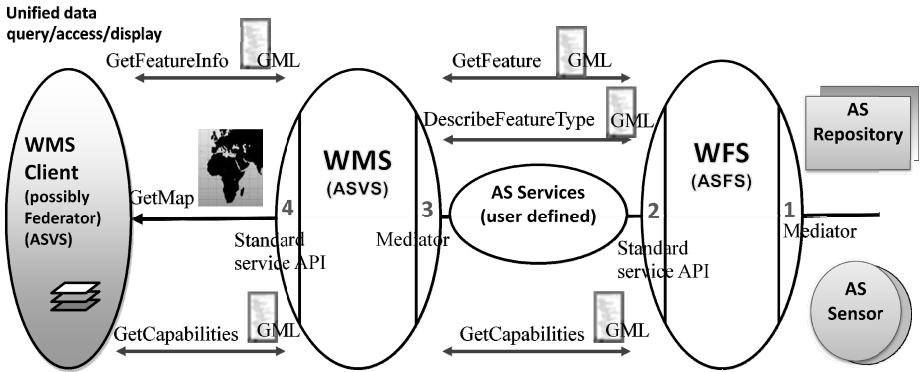 Unified data
query/access/display
GetFeatureInfo
GML
GetFeature
GML
DescribeFeatureType
GML
WMS
Client
(possibly
Federator)
(ASVS)
GetMap
4
Standard
service API
WMS
(ASVS)
3
Mediator
AS Services
(user defined)
2
Standard
service API
WFS
(ASFS)
1
Mediator
AS
Repository
AS
Sensor
GetCapabilities
GML
GetCapabilities
GML